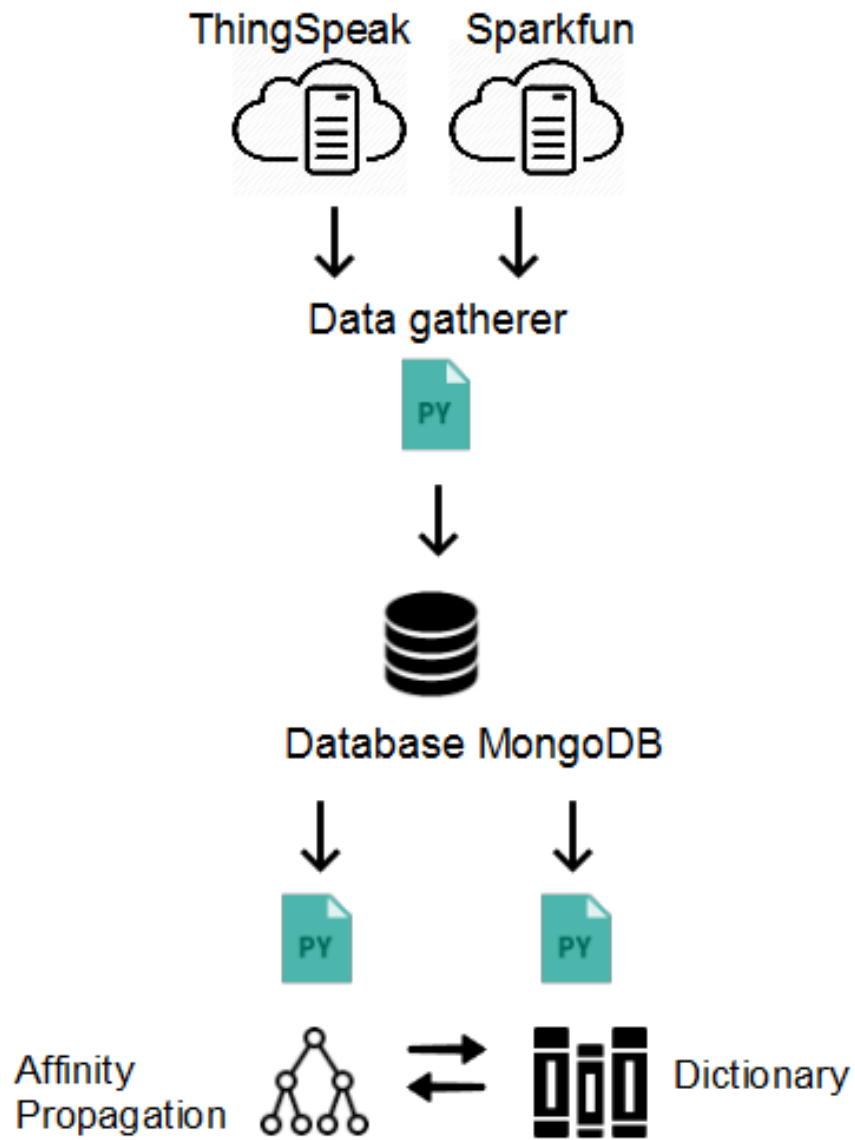 ThingSpeak Sparkfun
Data gatherer
PY
Database MongoDB
PY PY
Affinity
Propagation
Dictionary